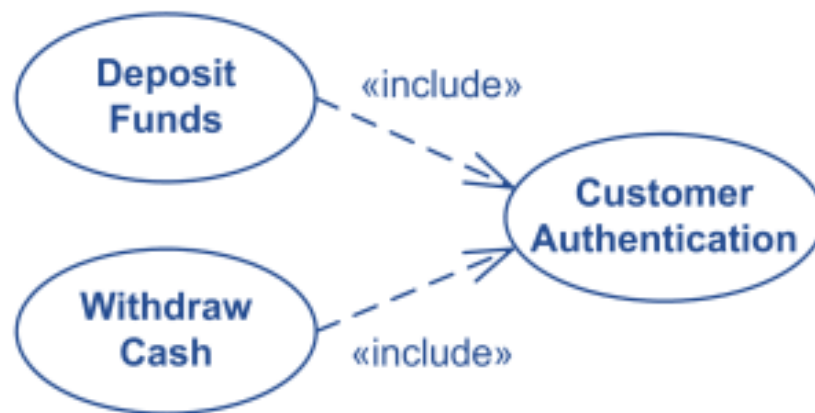 Deposit
Funds
«include»
Customer
Authentication
Withdraw
Cash
«include»